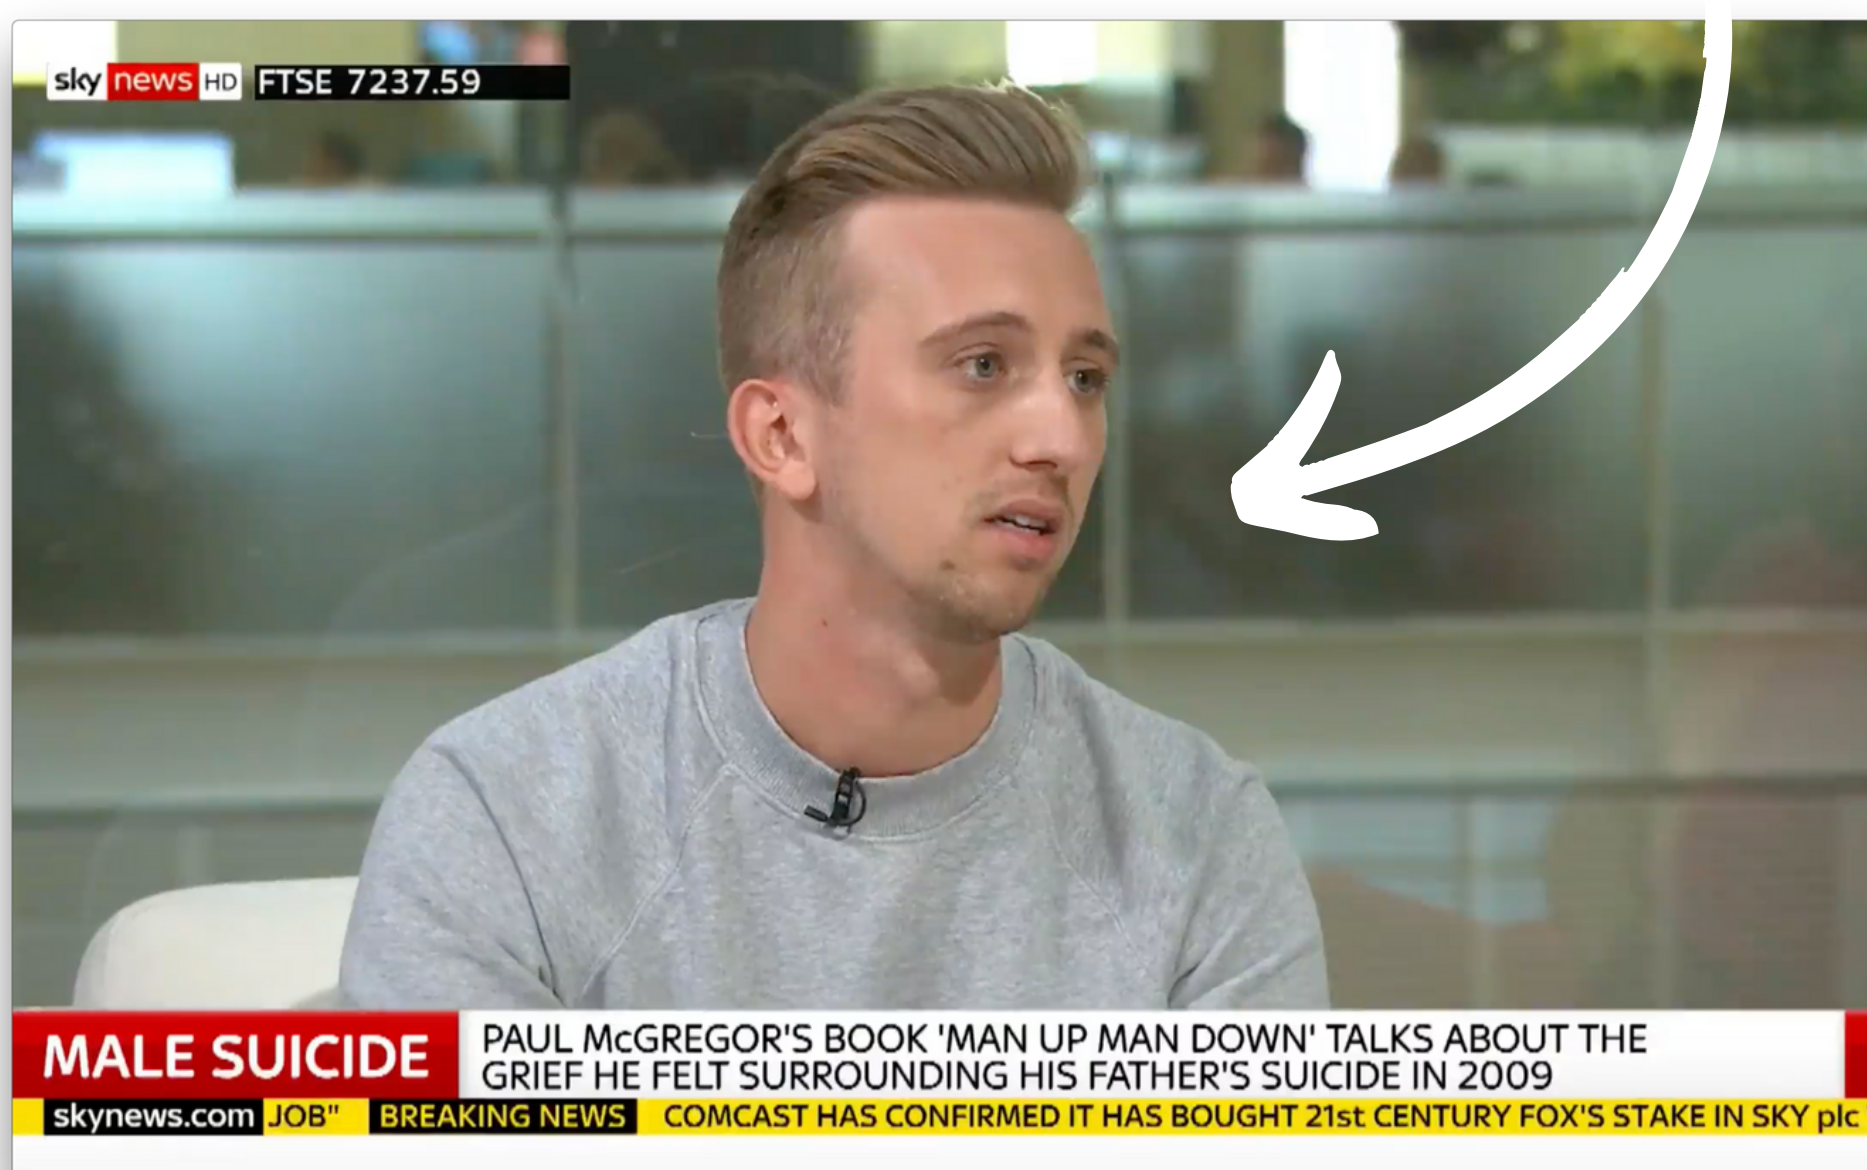 sky news HD FTSE 7237.59
MALE SUICIDE
PAUL McGREGOR'S BOOK 'MAN UP MAN DOWN' TALKS ABOUT THE
GRIEF HE FELT SURROUNDING HIS FATHER'S SUICIDE IN 2009
skynews.com JOB" BREAKING NEWS COMCAST HAS CONFIRMED IT HAS BOUGHT 21st CENTURY FOX'S STAKE IN SKY plc